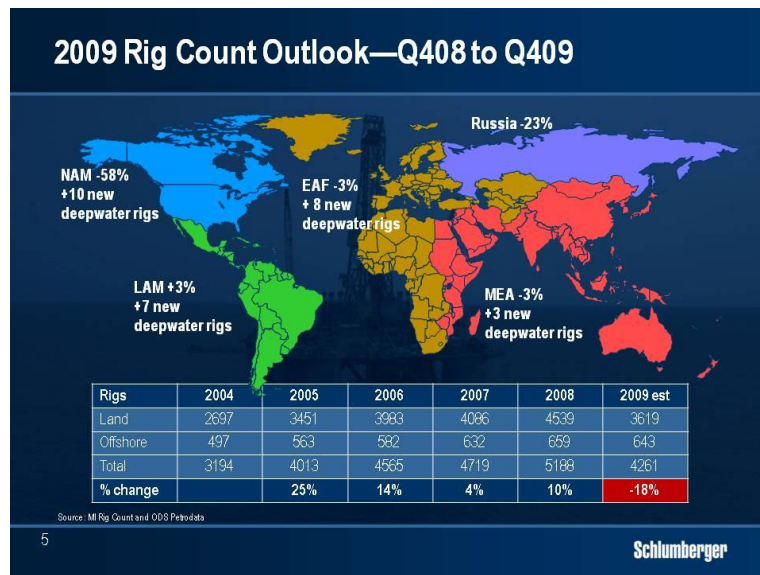 2009 Rig Count Outlook—Q408 to Q409
Russia -23%
NAM -58%
+10 new
deepwater rigs
EAF -3%
+ 8 new
deepwater rigs
LAM +3%
+7 new
deepwater rigs
MEA -3%
+3 new
deepwater rigs
Rigs 2004 2005 2006 2007 2008 2009 est
Land 2697 3451 3983 4086 4539 3619
Offshore 497 563 582 632 659 643
Total 3194 4013 4565 4719 5188 4261
% change 25% 14% 4% 10% -18%
Source: MI Rig Count and ODS Petrodata
5
Schlumberger